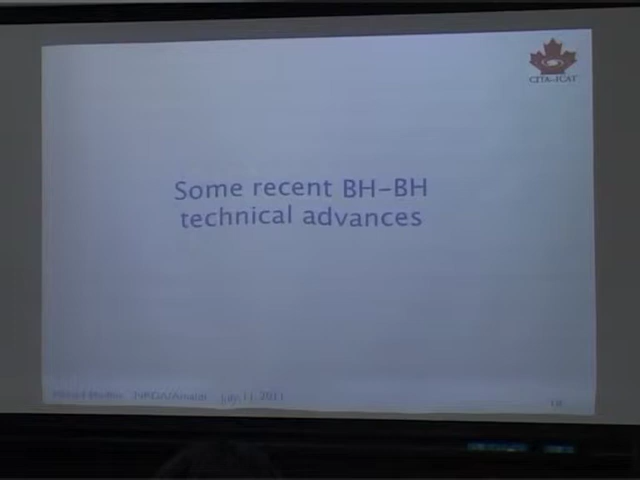 CITA-ICAT
Some recent BH-BH
technical advances
July 11, 2011